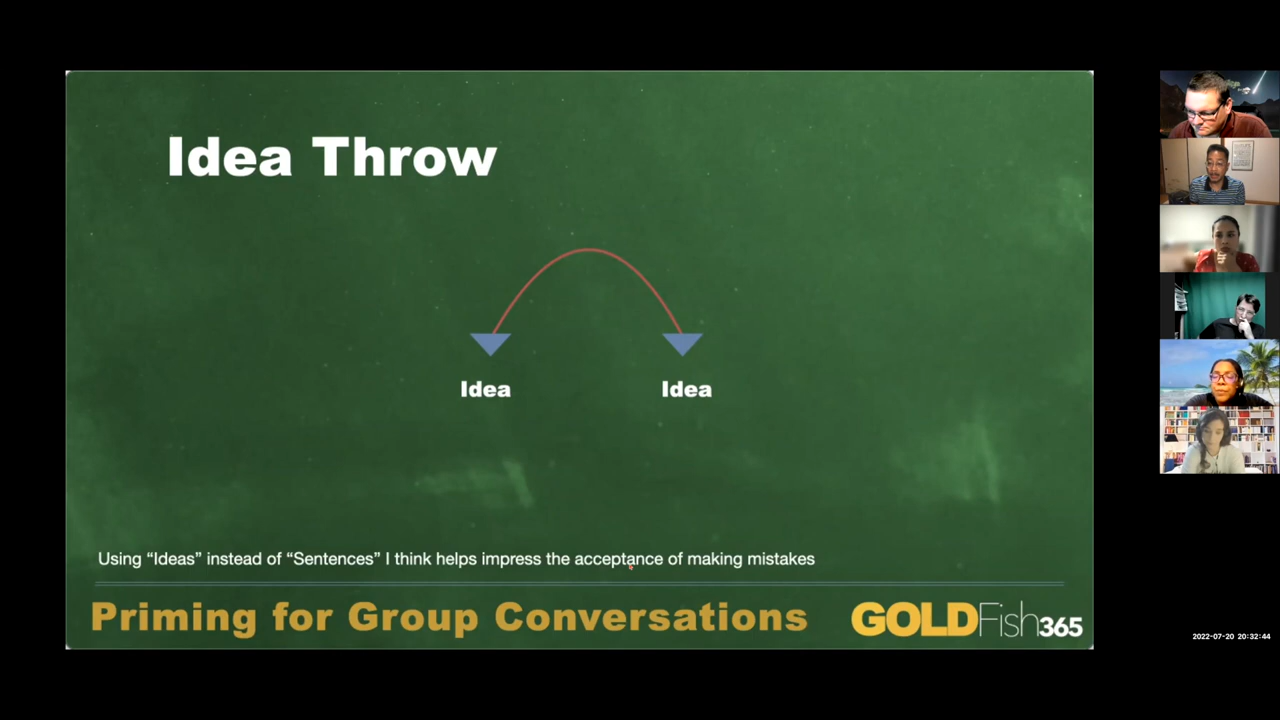 Idea Throw
Idea
Idea
Using “Ideas” instead of “Sentences” I think helps impress the acceptance of making mistakes
Priming for Group Conversations
GOLDFish365
2022-07-20 20:32:44